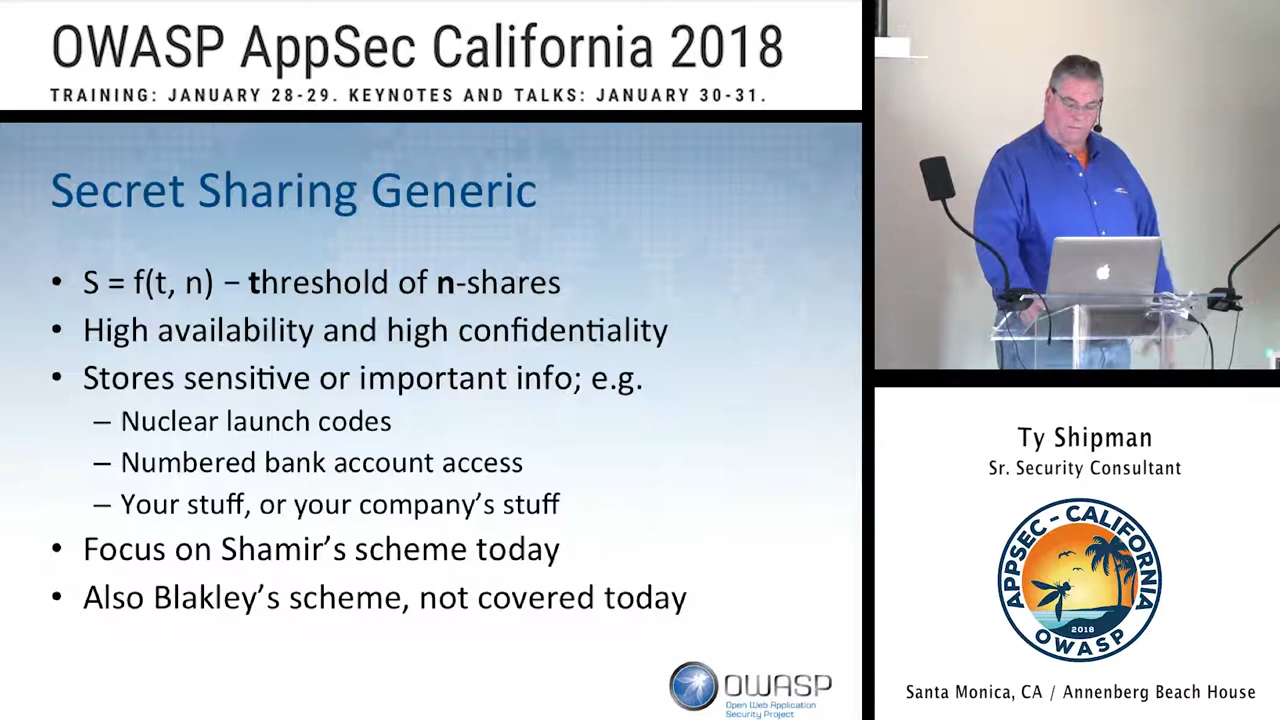 OWASP AppSec California 2018
TRAINING: JANUARY 28-29. KEYNOTES AND TALKS: JANUARY 30-31.
Secret Sharing Generic
• S = f(t, n) – threshold of n-shares
• High availability and high confidentiality
• Stores sensitive or important info; e.g.
– Nuclear launch codes
– Numbered bank account access
– Your stuff, or your company's stuff
• Focus on Shamir's scheme today
• Also Blakley's scheme, not covered today
OWASP
Open Web Application
Security Project
Ty Shipman
Sr. Security Consultant
APPSEC - CALIFORNIA
2018
OWASP
Santa Monica, CA / Annenberg Beach House